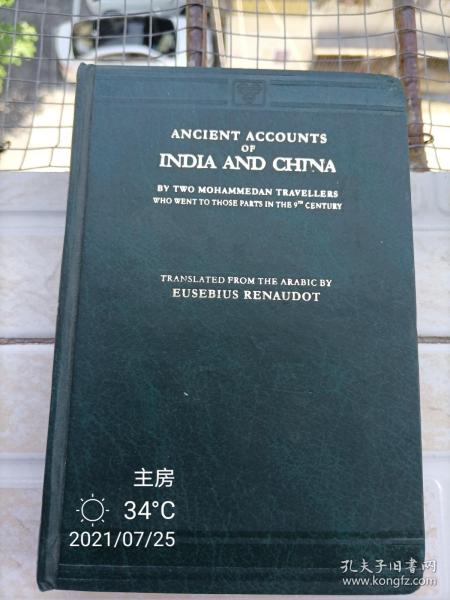 ANCIENT ACCOUNTS
OF
INDIA AND CHINA
BY TWO MOHAMMEDAN TRAVELLERS
WHO WENT TO THOSE PARTS IN THE 9TH CENTURY
TRANSLATED FROM THE ARABIC BY
EUSEBIUS RENAUDOT
主房
34°C
2021/07/25
孔夫子旧书网
www.kongfz.com